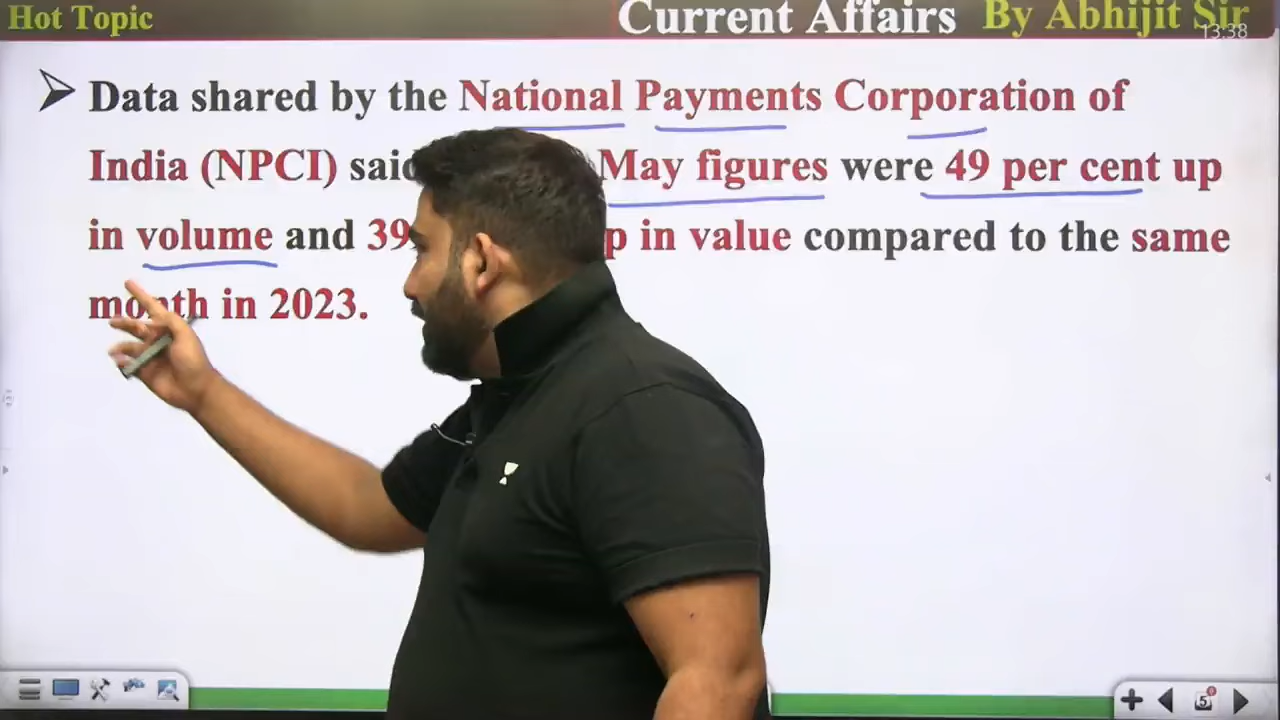 Hot Topic
Current Affairs By Abhijit Sir
13:38
Data shared by the National Payments Corporation of
India (NPCI) May figures were 49 per cent up
in volume and 39 in value compared to the same
month in 2023.
5